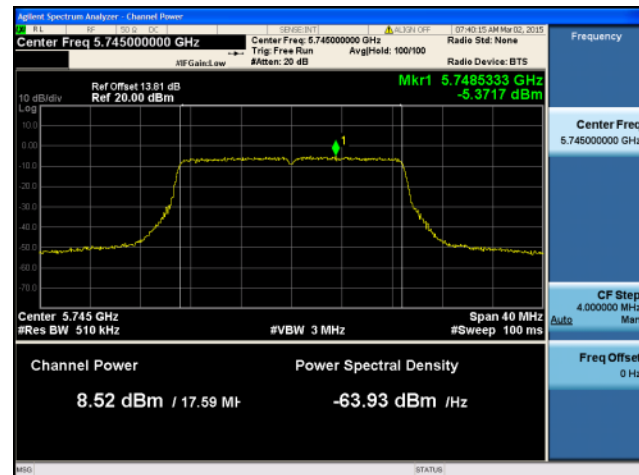 Agilent Spectrum Analyzer - Channel Power
RL RF 50 Ω DC SENSE:INT ALIGN OFF 07:40:15 AM Mar 02, 2015
Center Freq 5.745000000 GHz
Center Freq: 5.745000000 GHz Radio Std: None
Trig: Free Run Avg|Hold: 100/100
#IFGain:Low #Atten: 20 dB Radio Device: BTS
Ref Offset 13.81 dB
Mkr1 5.7485333 GHz
10 dB/div Ref 20.00 dBm -5.3717 dBm
Log
10.0
1
0.00
-10.0
-20.0
-30.0
-40.0
-50.0
-60.0
-70.0
Center 5.745 GHz Span 40 MHz
#Res BW 510 kHz #VBW 3 MHz #Sweep 100 ms
Channel Power Power Spectral Density
8.52 dBm / 17.59 MH -63.93 dBm /Hz
MSG STATUS
Frequency
Center Freq
5.745000000 GHz
CF Step
4.000000 MHz
Auto Man
Freq Offset
0 Hz